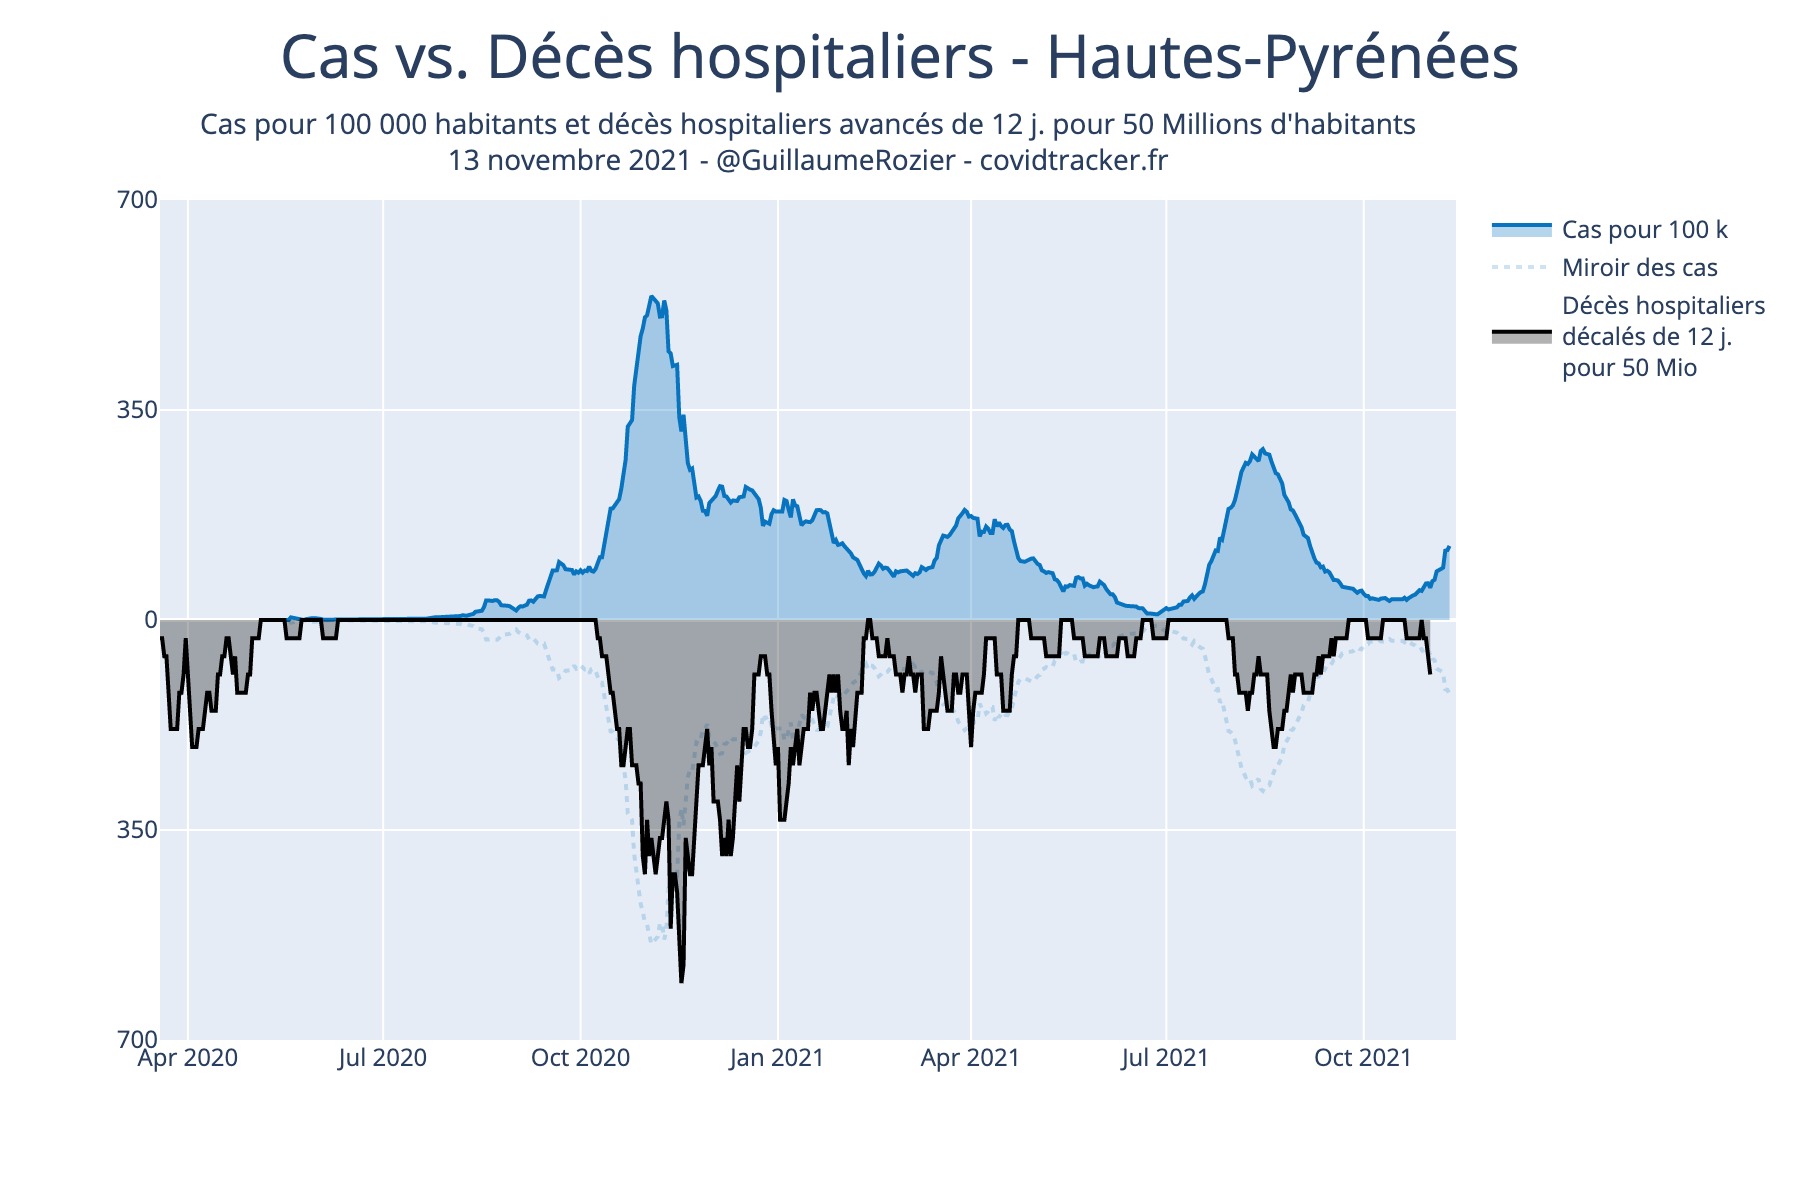 Cas vs. Décès hospitaliers - Hautes-Pyrénées
Cas pour 100 000 habitants et décès hospitaliers avancés de 12 j. pour 50 Millions d'habitants
13 novembre 2021 - @GuillaumeRozier - covidtracker.fr
700
350
0
350
700
Apr 2020
Jul 2020
Oct 2020
Jan 2021
Apr 2021
Jul 2021
Oct 2021
Cas pour 100 k
Miroir des cas
Décès hospitaliers
décalés de 12 j.
pour 50 Mio